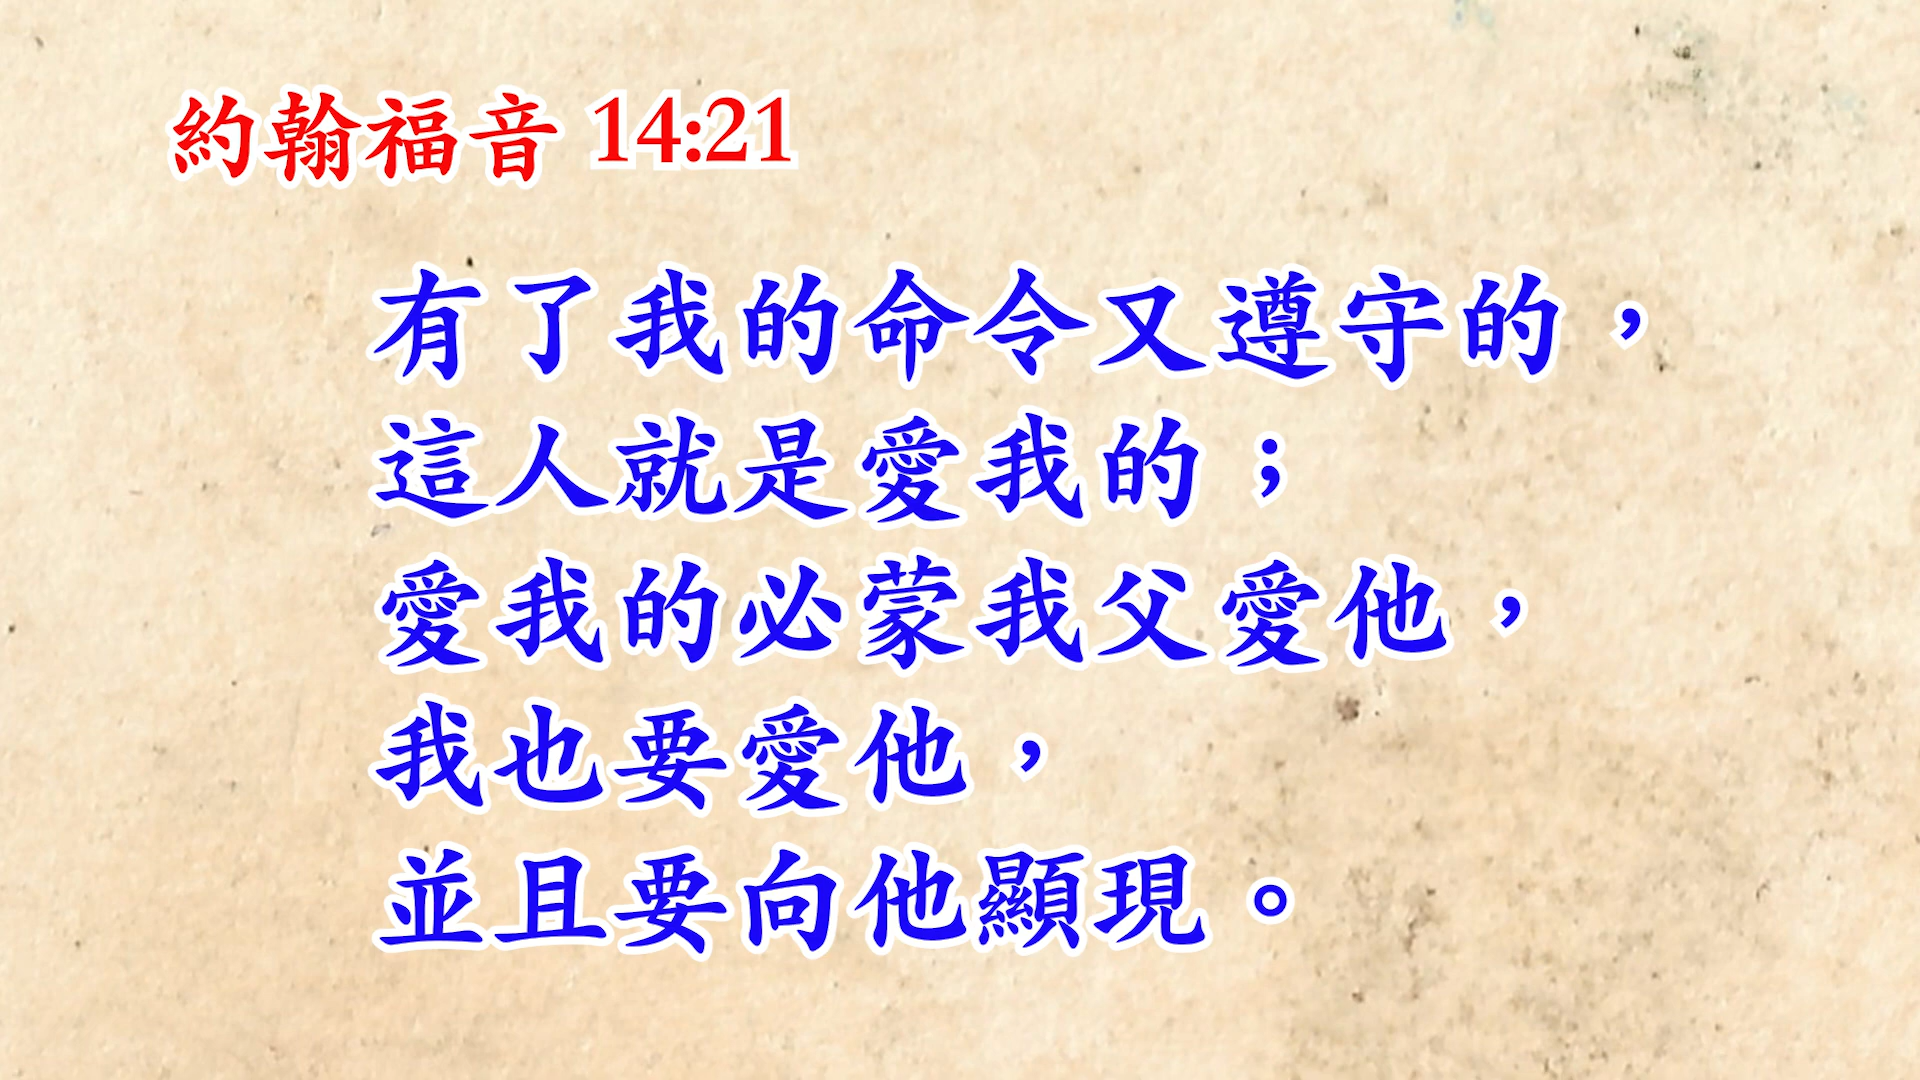 約翰福音 14:21
有了我的命令又遵守的，
這人就是愛我的；
愛我的必蒙我父愛他，
我也要愛他，
並且要向他顯現。